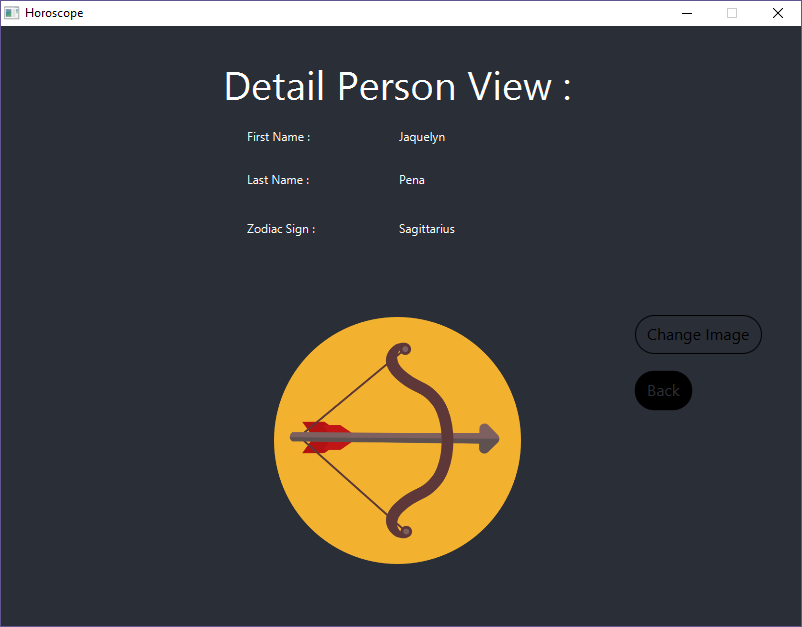 Horoscope
Detail Person View :
First Name : Jaquelyn
Last Name : Pena
Zodiac Sign : Sagittarius
Change Image
Back